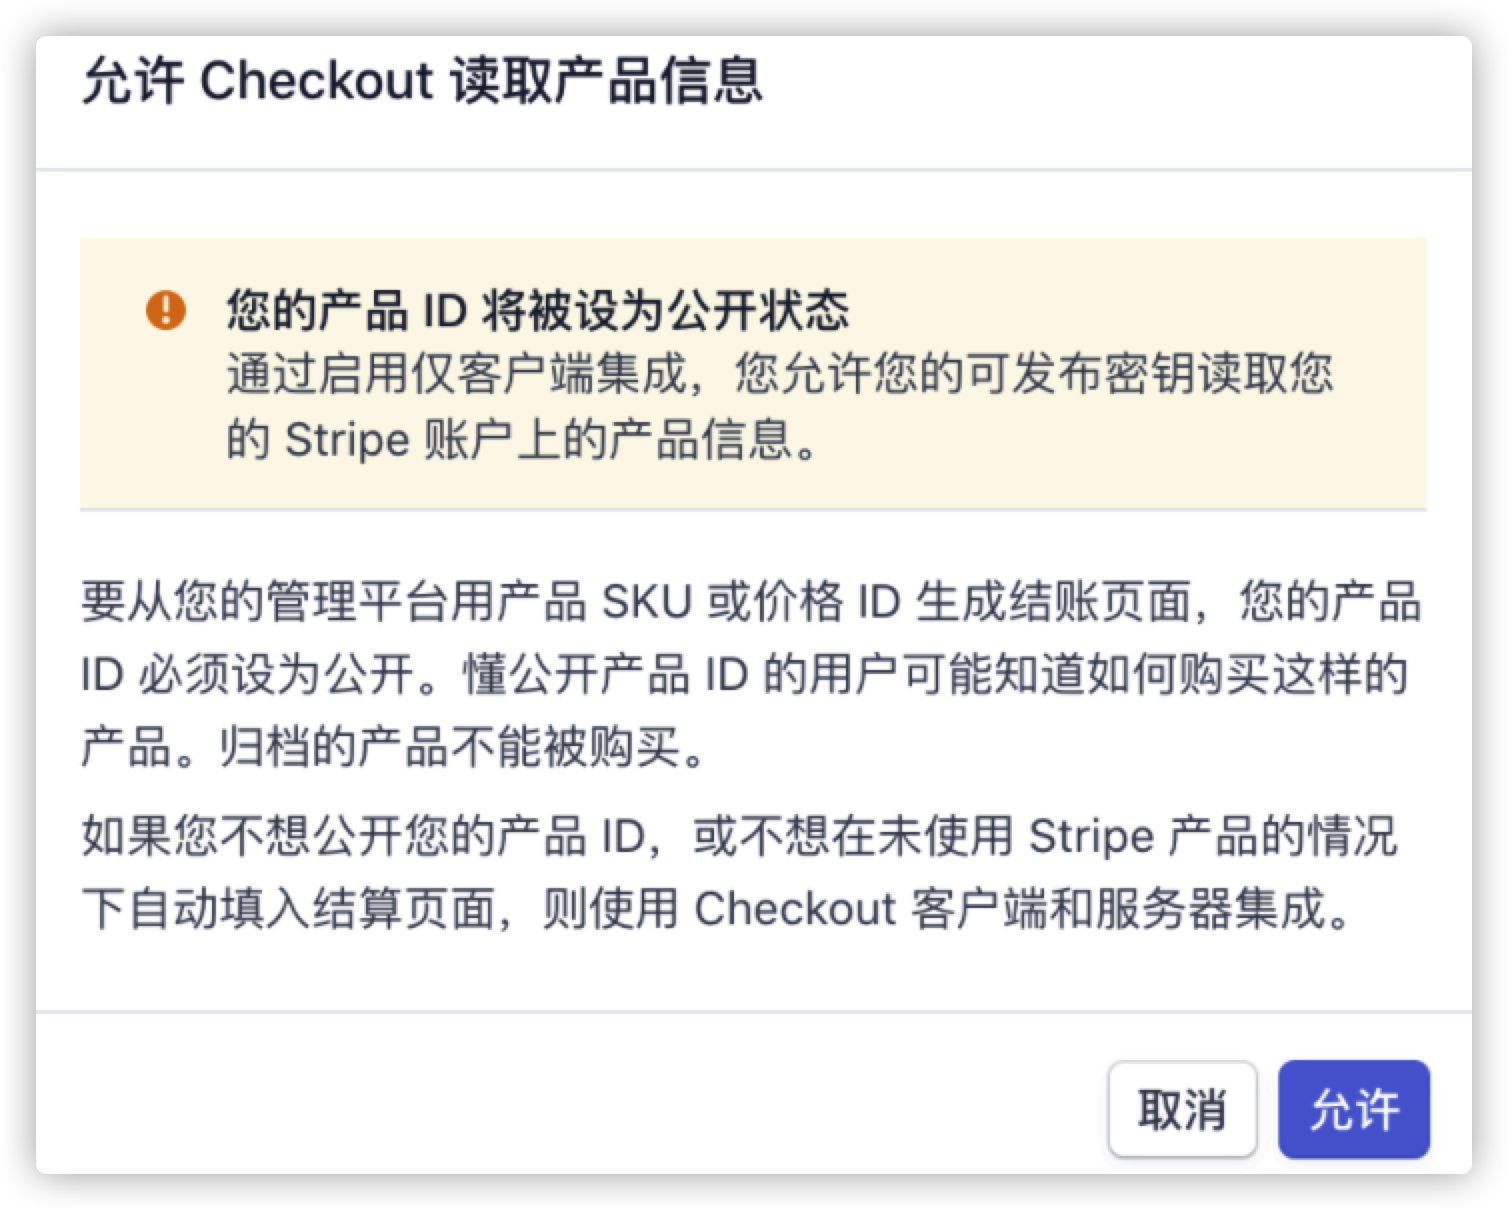 允许 Checkout 读取产品信息
您的产品 ID 将被设为公开状态
通过启用仅客户端集成，您允许您的可发布密钥读取您
的 Stripe 账户上的产品信息。
要从您的管理平台用产品 SKU 或价格 ID 生成结账页面，您的产品
ID 必须设为公开。懂公开产品 ID 的用户可能知道如何购买这样的
产品。归档的产品不能被购买。
如果您不想公开您的产品 ID，或不想在未使用 Stripe 产品的情况
下自动填入结算页面，则使用 Checkout 客户端和服务器集成。
取消
允许